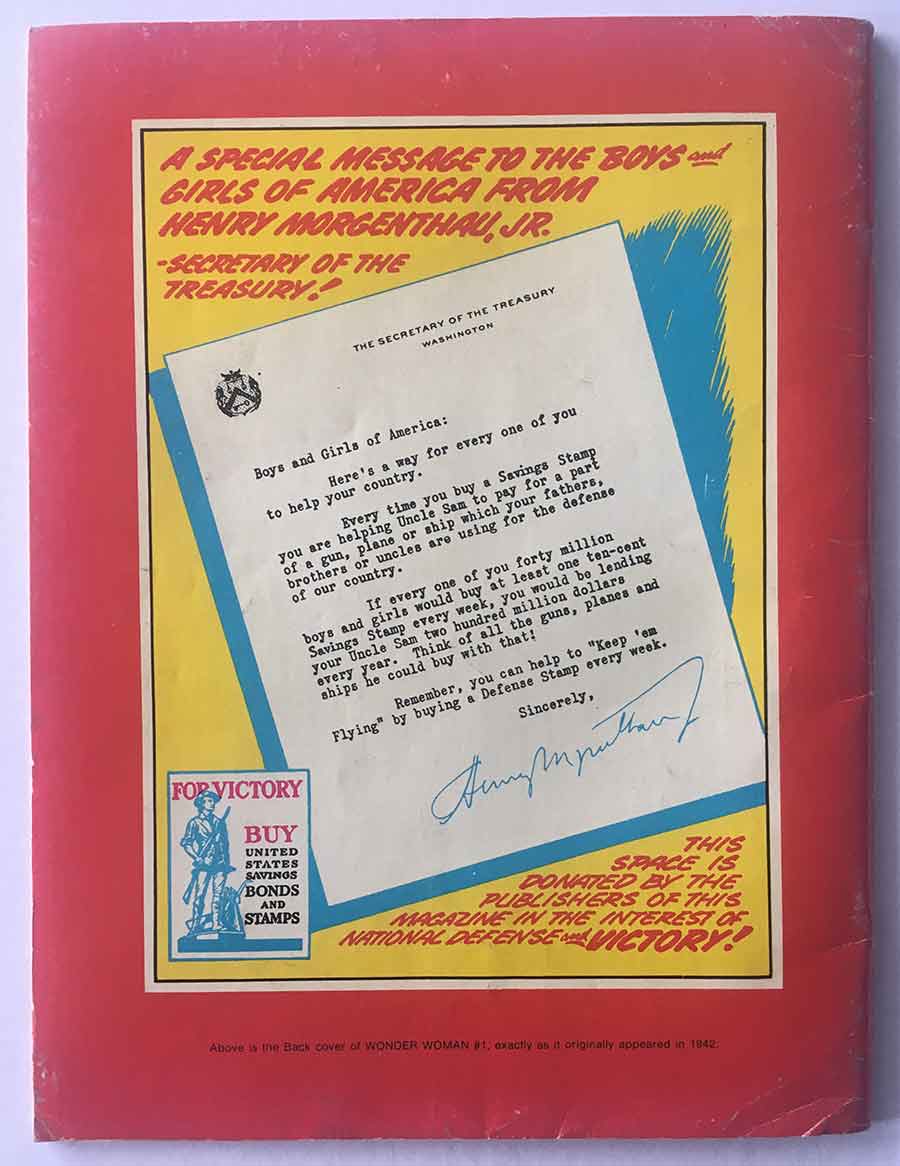 A SPECIAL MESSAGE TO THE BOYS and
GIRLS OF AMERICA FROM
HENRY MORGENTHAU, JR.
-SECRETARY OF THE
TREASURY!
THE SECRETARY OF THE TREASURY
WASHINGTON
Boys and Girls of America:
Here's a way for every one of you
to help your country.
Every time you buy a Savings Stamp
you are helping Uncle Sam to pay for a part
of a gun, plane or ship which your fathers,
brothers or uncles are using for the defense
of our country.
If every one of you forty million
boys and girls would buy at least one ten-cent
Savings Stamp every week, you would be lending
your Uncle Sam two hundred million dollars
every year. Think of all the guns, planes and
ships he could buy with that!
Remember, you can help to "Keep 'em
Flying" by buying a Defense Stamp every week.
Sincerely,
Henry Morgenthau Jr
FOR VICTORY
BUY
UNITED
STATES
SAVINGS
BONDS
AND
STAMPS
THIS
SPACE IS
DONATED BY THE
PUBLISHERS OF THIS
MAGAZINE IN THE INTEREST OF
NATIONAL DEFENSE and VICTORY!
Above is the Back cover of WONDER WOMAN #1, exactly as it originally appeared in 1942.